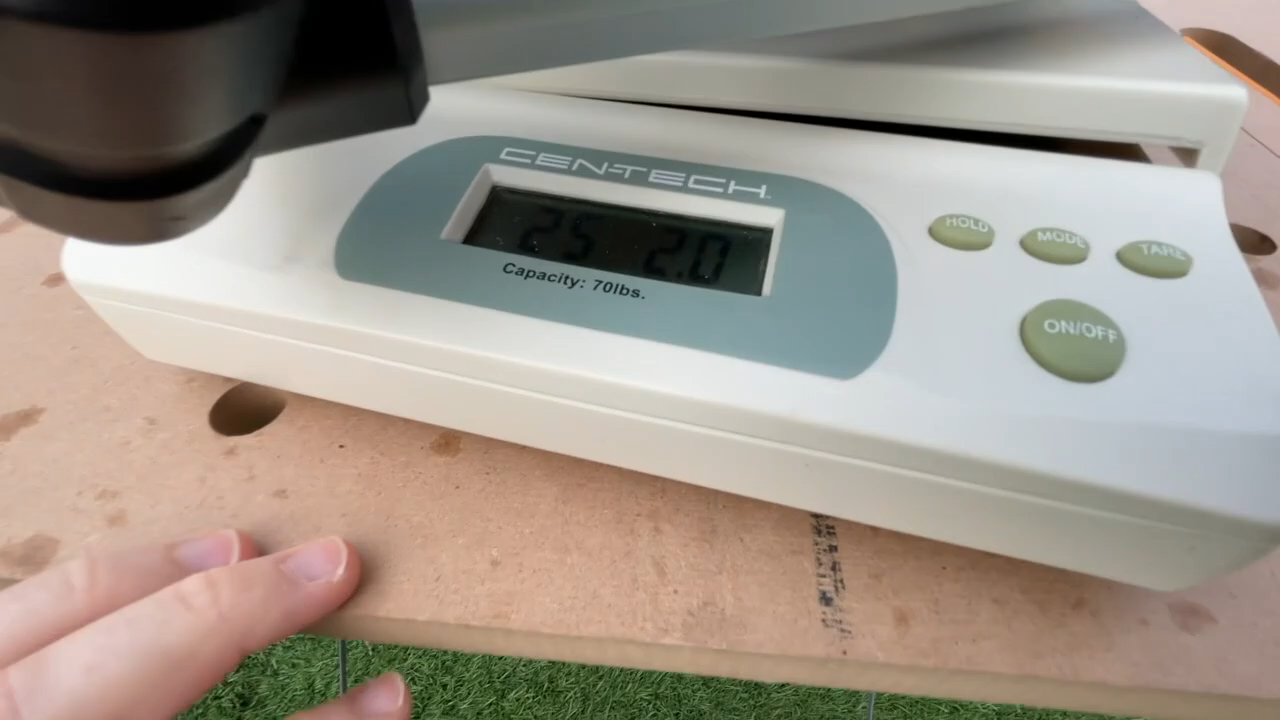 CEN-TECH
25 2.0
Capacity: 70lbs.
HOLD
MODE
TARE
ON/OFF